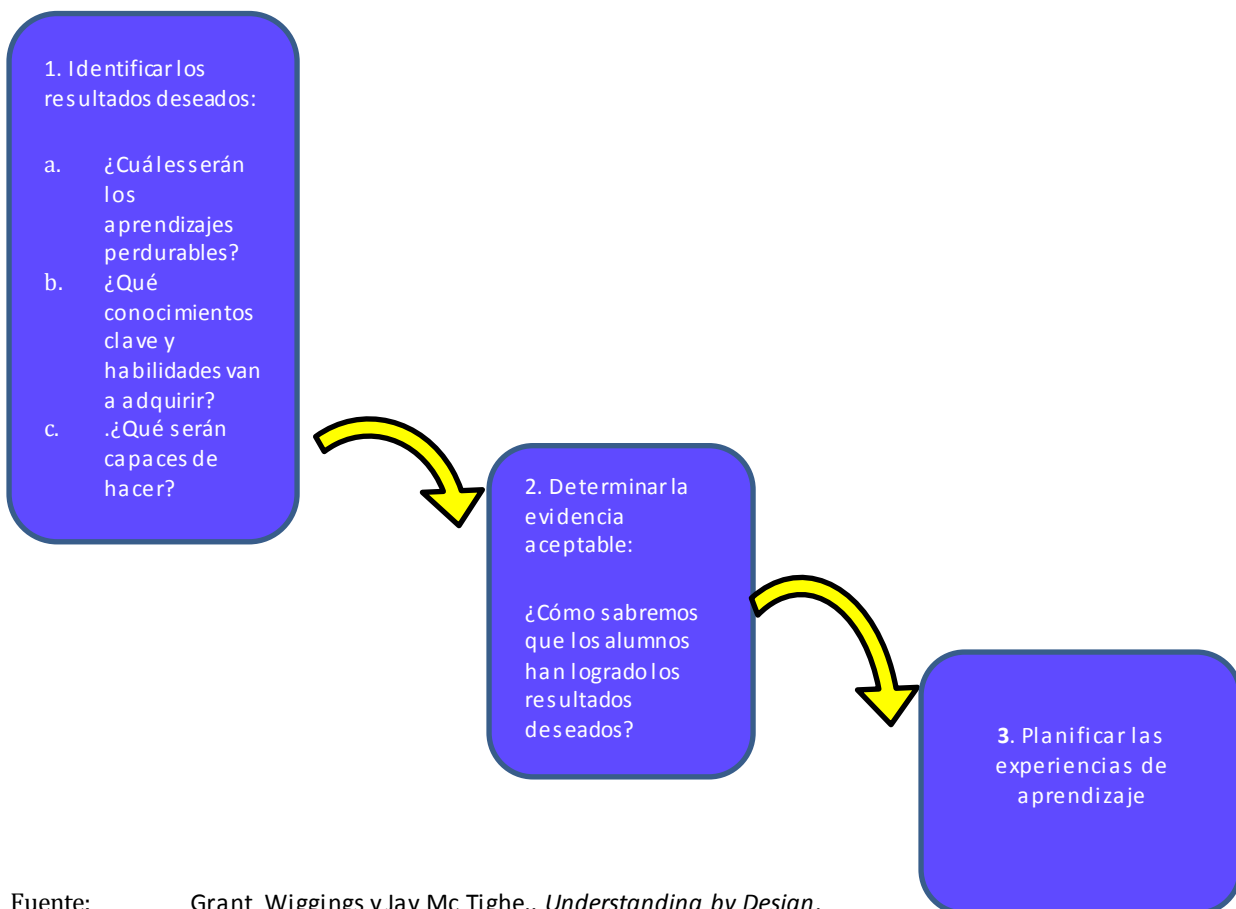 1. Identificar los
resultados deseados:
a. ¿Cuáles serán
los
aprendizajes
perdurables?
b. ¿Qué
conocimientos
clave y
habilidades van
a adquirir?
c. .¿Qué serán
capaces de
hacer?
2. Determinar la
evidencia
aceptable:
¿Cómo sabremos
que los alumnos
han logrado los
resultados
deseados?
3. Planificar las
experiencias de
aprendizaje
Fuente: Grant Wiggings y Jay Mc Tighe., Understanding by Design.